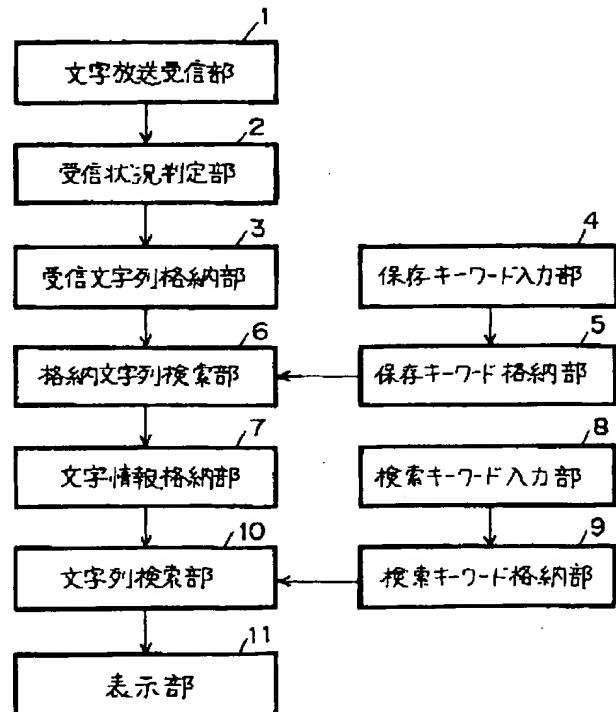 1
文字放送受信部
2
受信状況判定部
3
受信文字列格納部
4
保存キーワード入力部
6
格納文字列検索部
5
保存キーワード格納部
7
文字情報格納部
8
検索キーワード入力部
10
文字列検索部
9
検索キーワード格納部
11
表示部